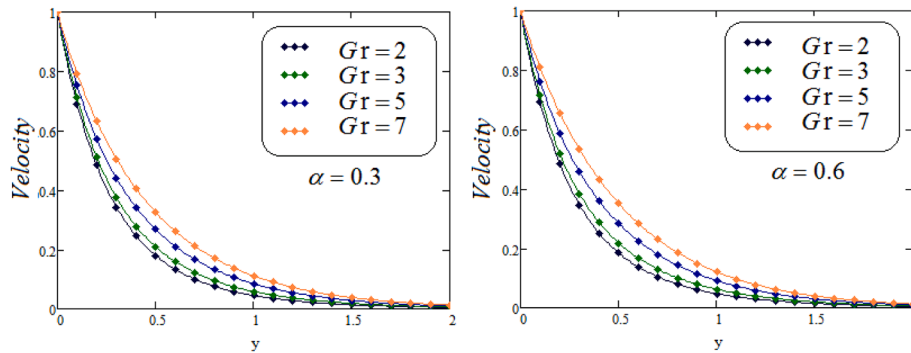 1
0.8
0.6
0.4
0.2
0
Velocity
Gr = 2
Gr = 3
Gr = 5
Gr = 7
α = 0.3
0 0.5 1 1.5 2
y
1
0.8
0.6
0.4
0.2
0
Velocity
Gr = 2
Gr = 3
Gr = 5
Gr = 7
α = 0.6
0 0.5 1 1.5
y